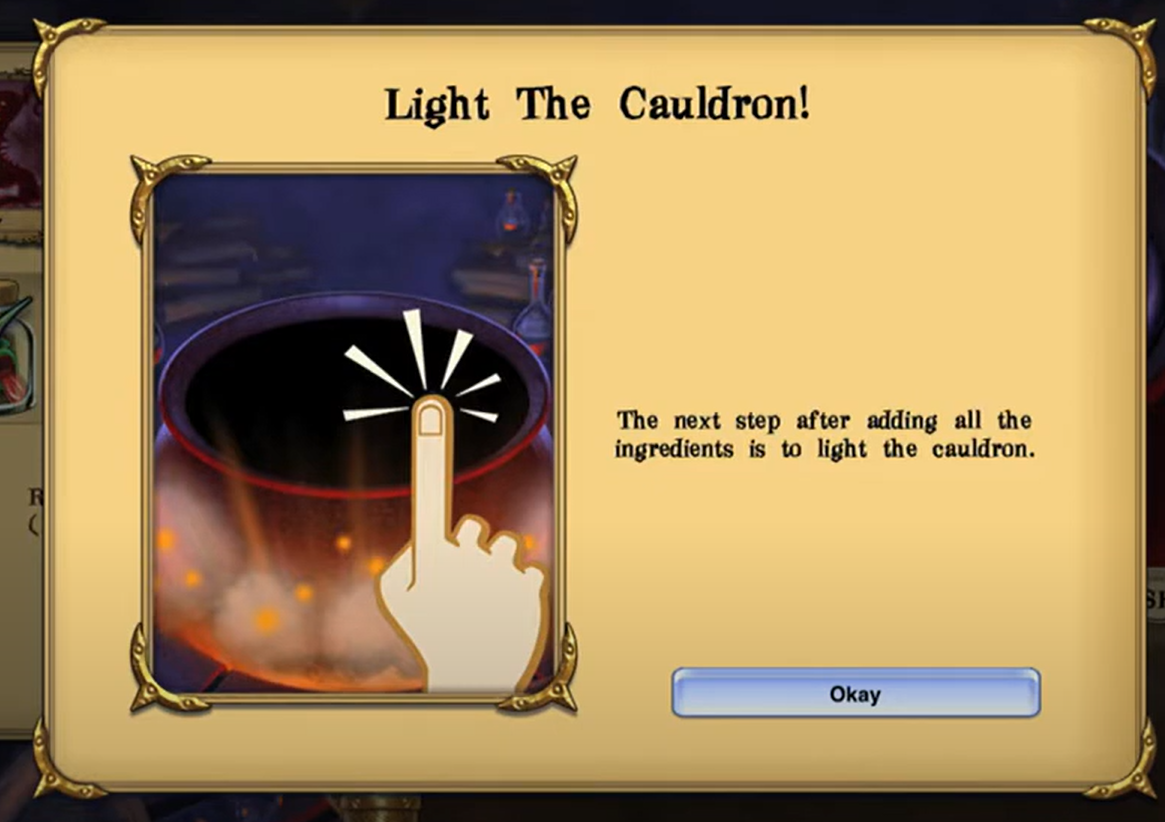 Light The Cauldron!
The next step after adding all the
ingredients is to light the cauldron.
Okay